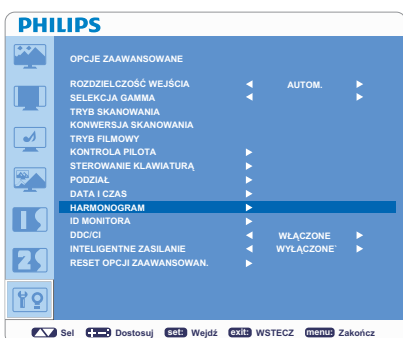 PHILIPS
OPCJE ZAAWANSOWANE
ROZDZIELCZOŚĆ WEJŚCIA AUTOM.
SELEKCJA GAMMA
TRYB SKANOWANIA
KONWERSJA SKANOWANIA
TRYB FILMOWY
KONTROLA PILOTA
STEROWANIE KLAWIATURĄ
PODZIAŁ
DATA I CZAS
HARMONOGRAM
ID MONITORA
DDC/CI WŁĄCZONE
INTELIGENTNE ZASILANIE WYŁĄCZONE`
RESET OPCJI ZAAWANSOWAN.
Sel Dostosuj set: Wejdź exit: WSTECZ menu: Zakończ